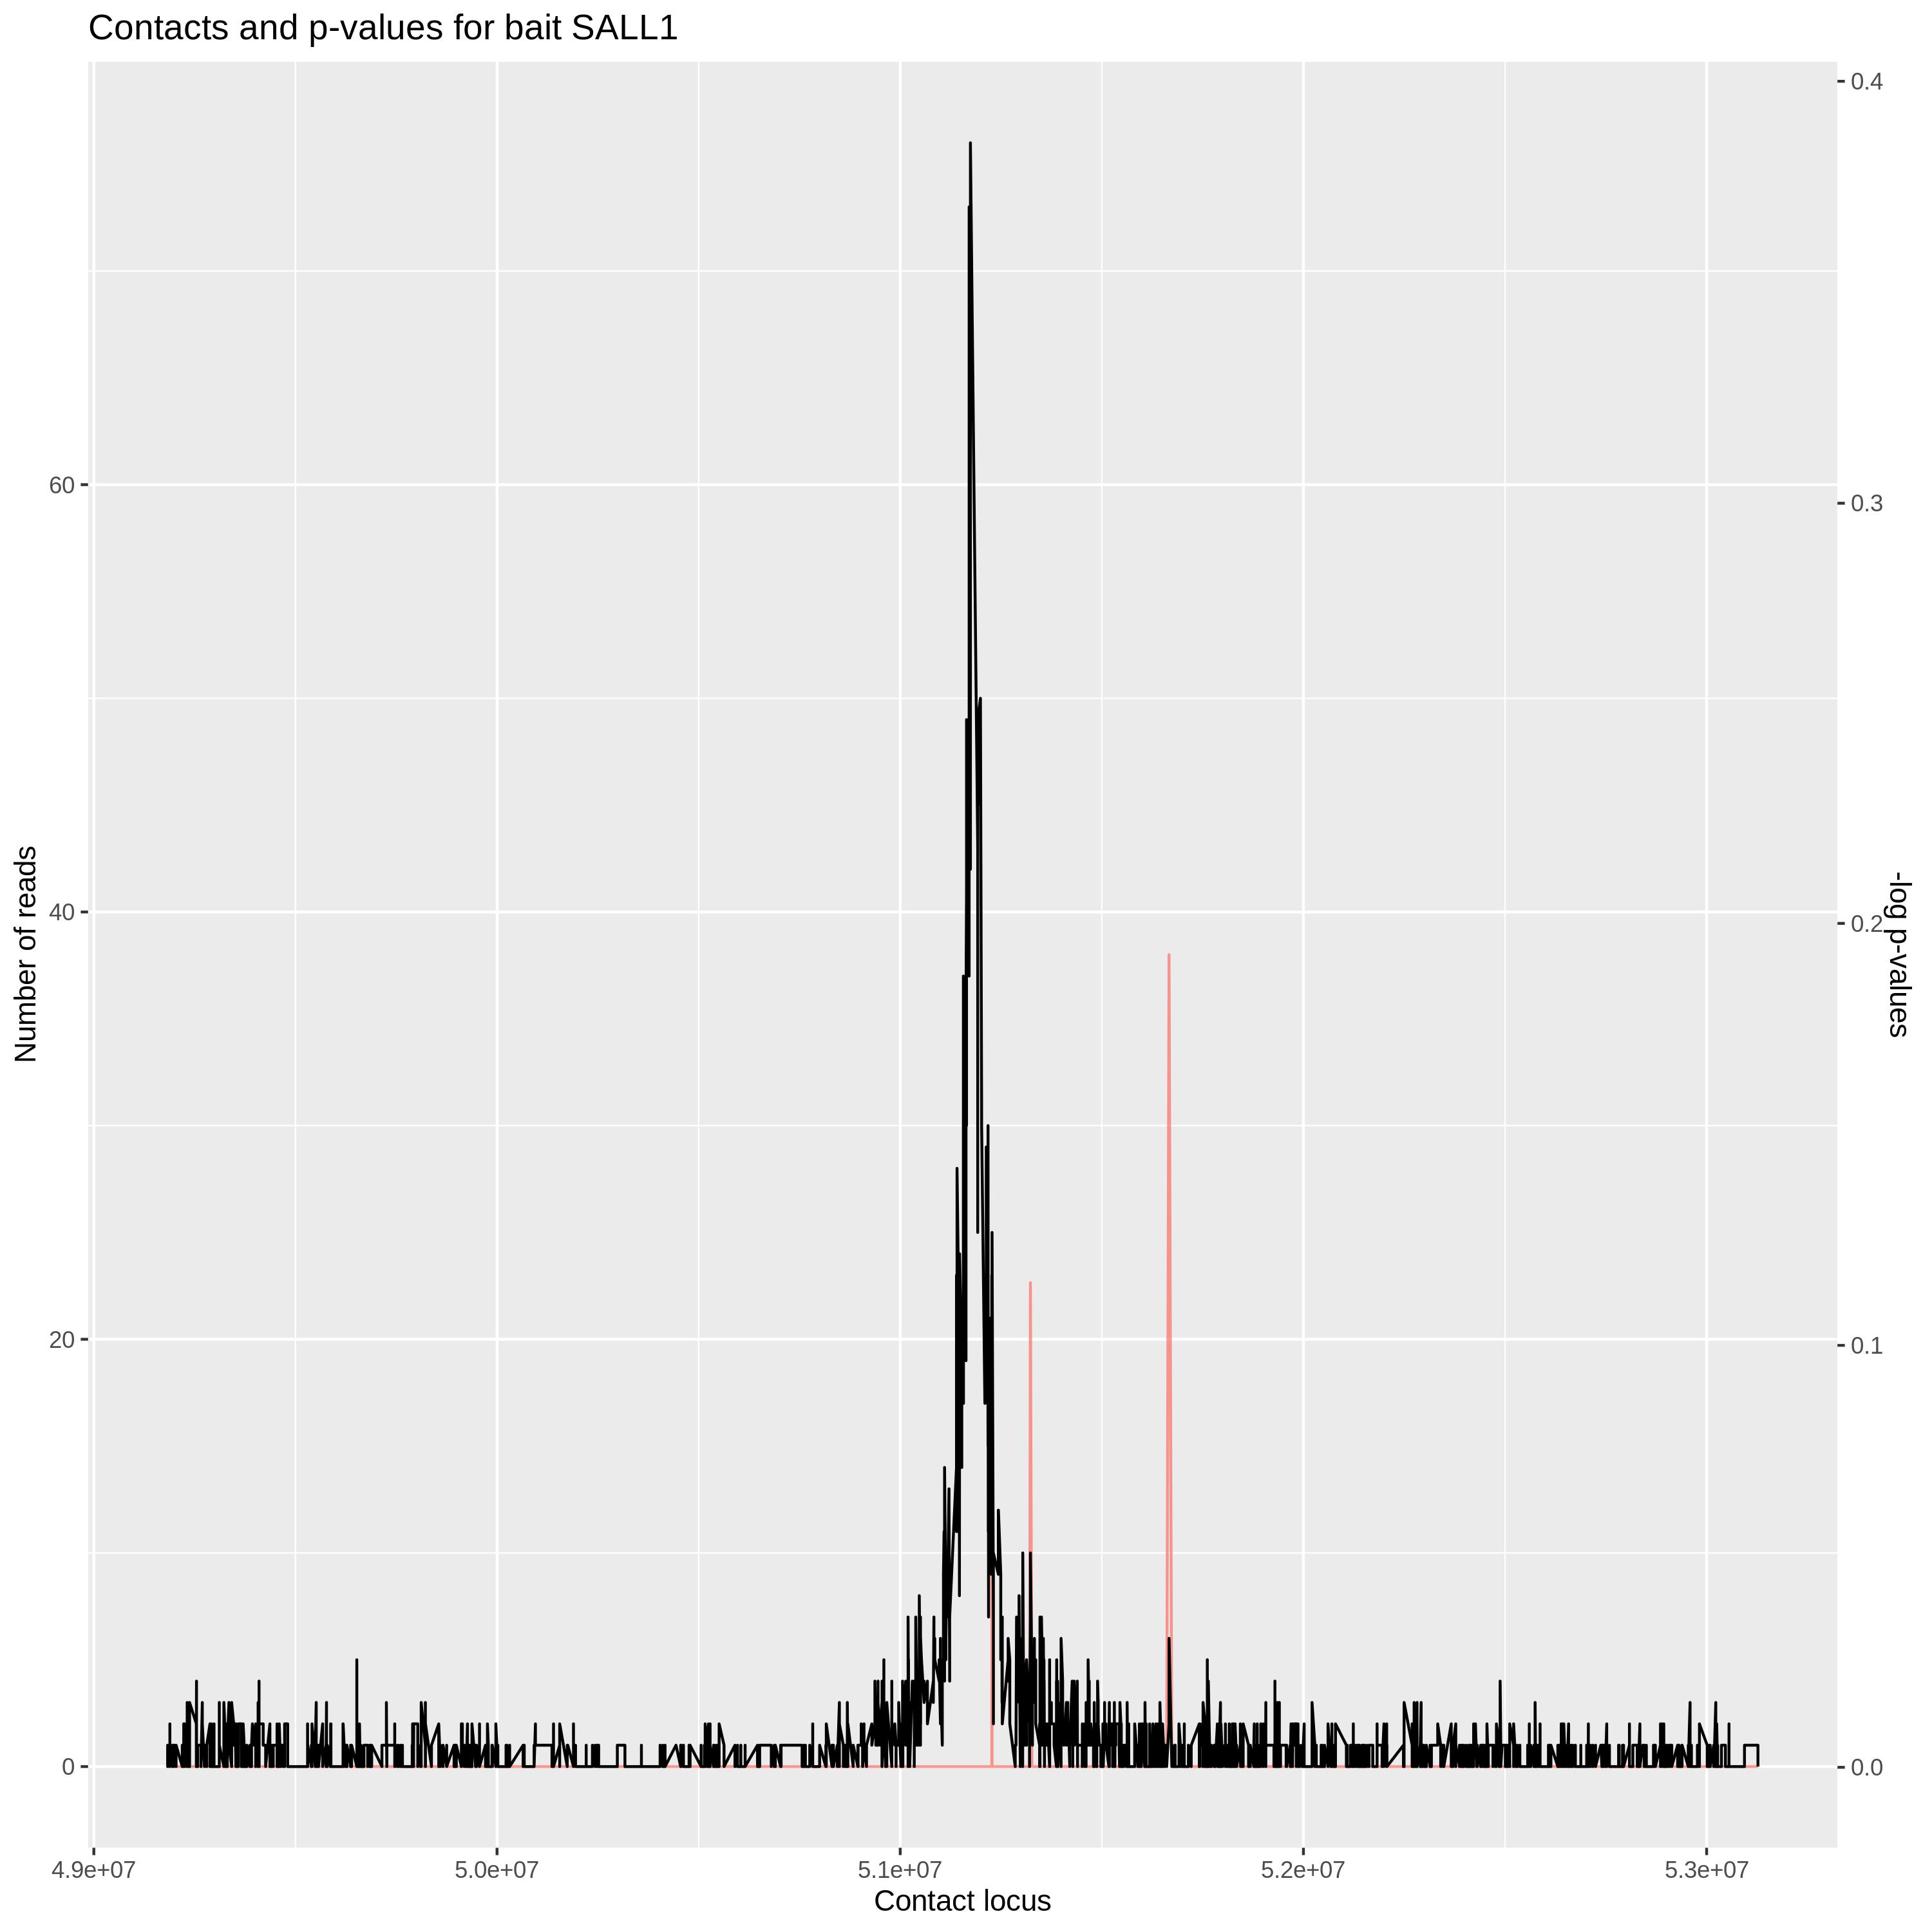 Contacts and p-values for bait SALL1
0.4
60
0.3
40
0.2
Number of reads
-log p-values
20
0.1
0
0.0
4.9e+07 5.0e+07 5.1e+07 5.2e+07 5.3e+07
Contact locus